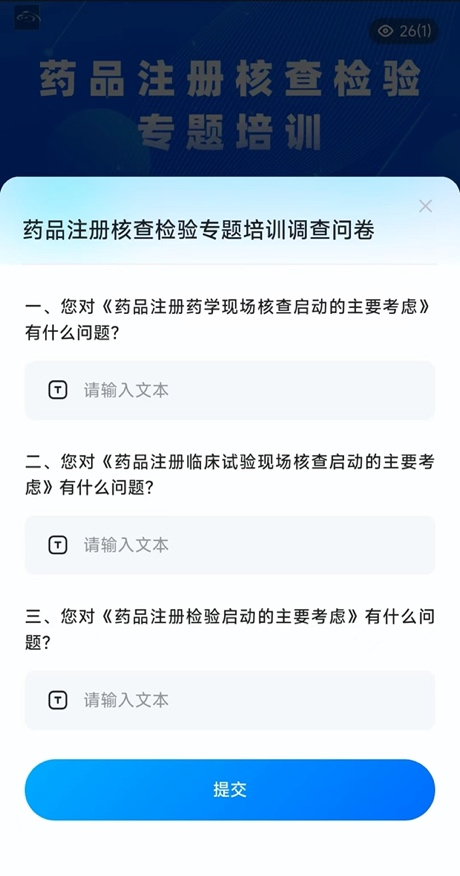 26(1)
药品注册核查检验
专题培训
药品注册核查检验专题培训调查问卷
一、您对《药品注册药学现场核查启动的主要考虑》
有什么问题?
请输入文本
二、您对《药品注册临床试验现场核查启动的主要考
虑》有什么问题?
请输入文本
三、您对《药品注册检验启动的主要考虑》有什么问
题?
请输入文本
提交